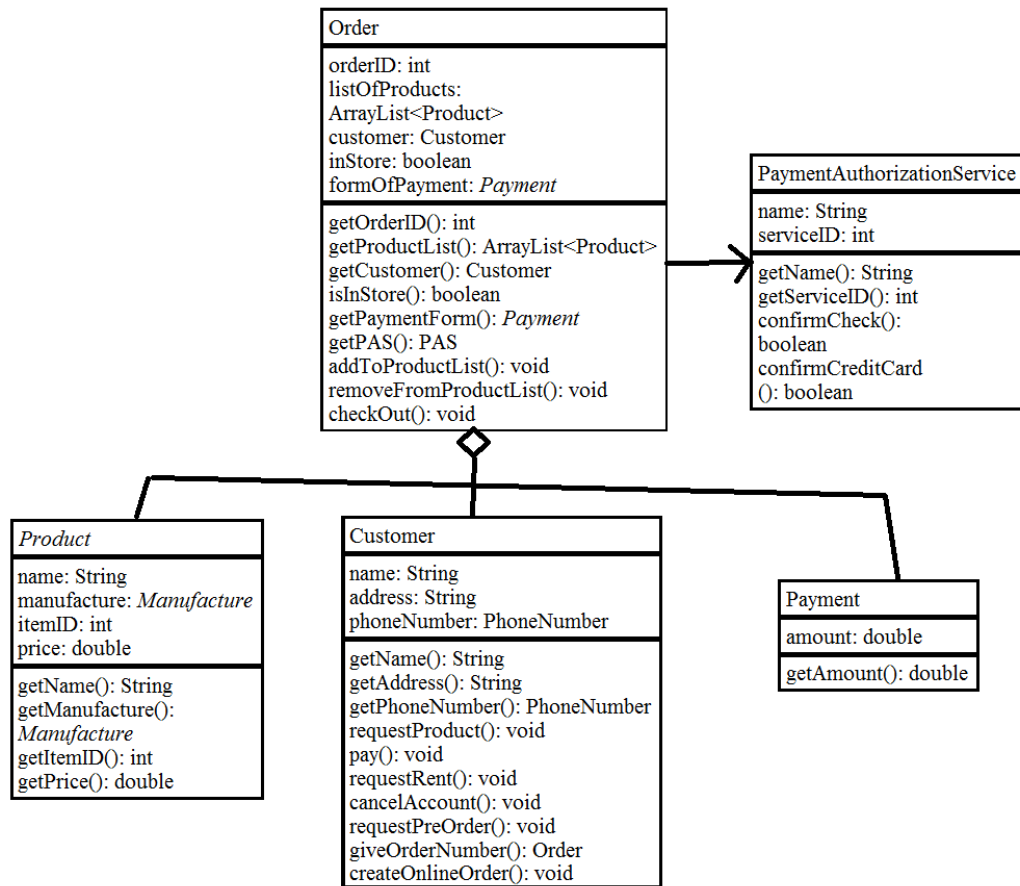 Order
orderID: int
listOfProducts:
ArrayList<Product>
customer: Customer
inStore: boolean
formOfPayment: Payment
getOrderID(): int
getProductList(): ArrayList<Product>
getCustomer(): Customer
isInStore(): boolean
getPaymentForm(): Payment
getPAS(): PAS
addToProductList(): void
removeFromProductList(): void
checkOut(): void
PaymentAuthorizationService
name: String
serviceID: int
getName(): String
getServiceID(): int
confirmCheck():
boolean
confirmCreditCard
(): boolean
Product
name: String
manufacture: Manufacture
itemID: int
price: double
getName(): String
getManufacture():
Manufacture
getItemID(): int
getPrice(): double
Customer
name: String
address: String
phoneNumber: PhoneNumber
getName(): String
getAddress(): String
getPhoneNumber(): PhoneNumber
requestProduct(): void
pay(): void
requestRent(): void
cancelAccount(): void
requestPreOrder(): void
giveOrderNumber(): Order
createOnlineOrder(): void
Payment
amount: double
getAmount(): double